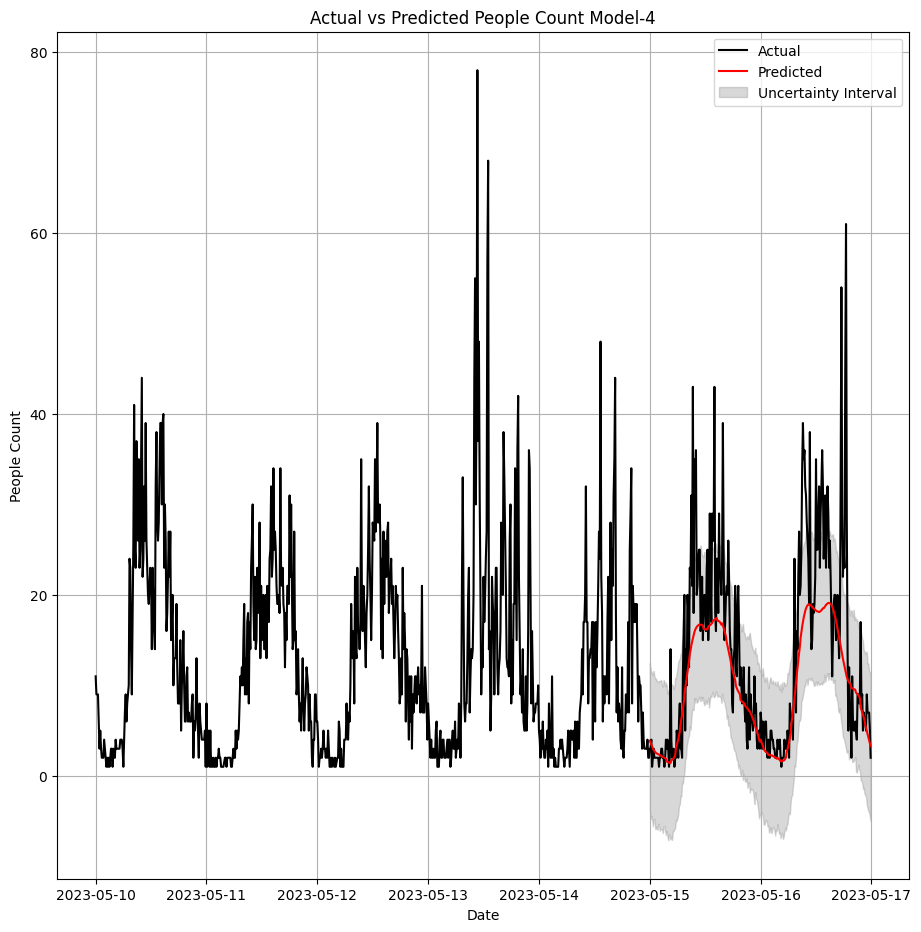 Actual vs Predicted People Count Model-4
Actual
Predicted
Uncertainty Interval
80
60
40
20
0
People Count
2023-05-10 2023-05-11 2023-05-12 2023-05-13 2023-05-14 2023-05-15 2023-05-16 2023-05-17
Date